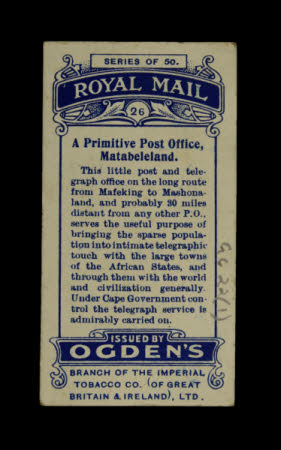 SERIES OF 50.
ROYAL MAIL
26
A Primitive Post Office,
Matabeleland.
This little post and tele-
graph office on the long route
from Mafeking to Mashona-
land, and probably 30 miles
distant from any other P.O.,
serves the useful purpose of
bringing the sparse popula-
tion into intimate telegraphic
touch with the large towns
of the African States, and
through them with the world
and civilization generally.
Under Cape Government con-
trol the telegraph service is
admirably carried on.
ISSUED BY
OGDEN'S
BRANCH OF THE IMPERIAL
TOBACCO CO. (OF GREAT
BRITAIN & IRELAND), LTD.